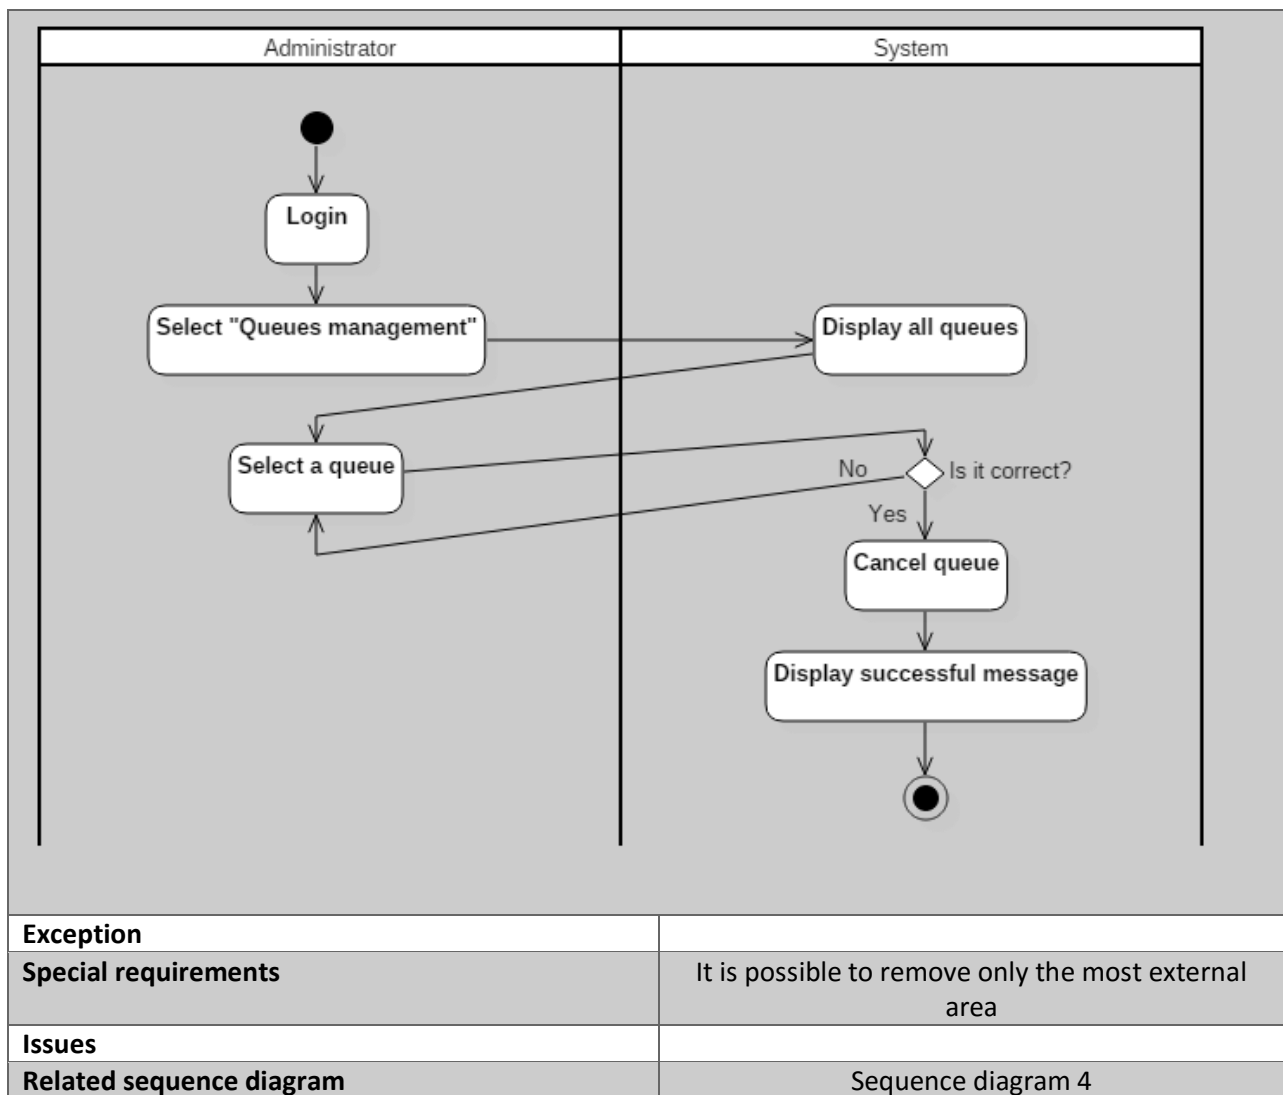 Administrator
System
Login
Select "Queues management"
Display all queues
Select a queue
No
Is it correct?
Yes
Cancel queue
Display successful message
Exception
Special requirements
It is possible to remove only the most external
area
Issues
Related sequence diagram
Sequence diagram 4